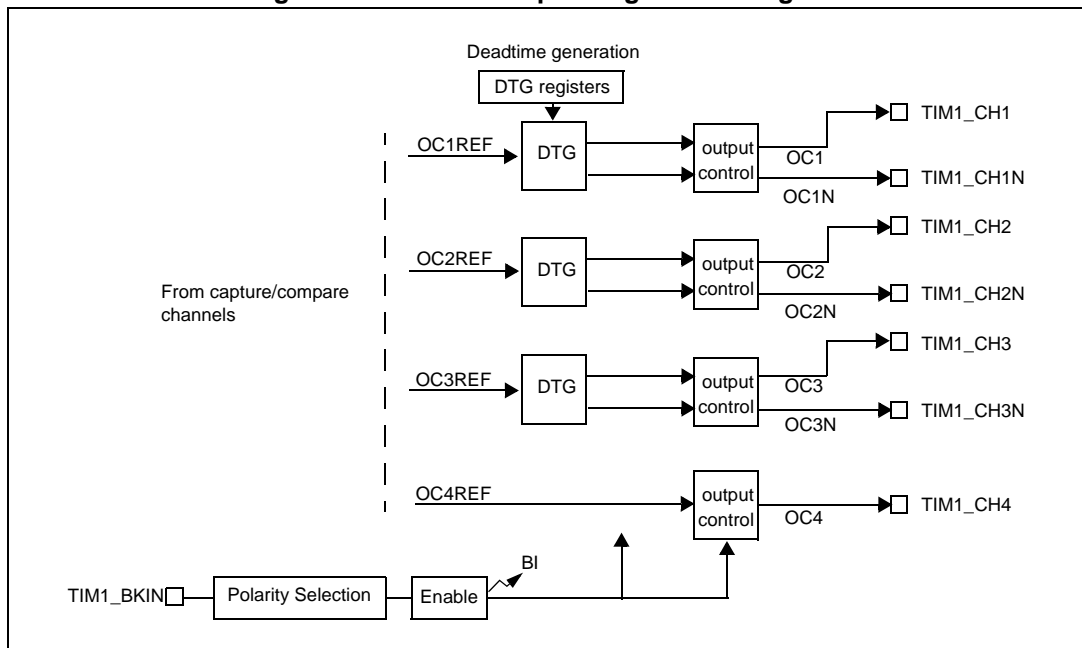 Deadtime generation
DTG registers
OC1REF
DTG
output
control
OC1
OC1N
TIM1_CH1
TIM1_CH1N
OC2REF
DTG
output
control
OC2
OC2N
TIM1_CH2
TIM1_CH2N
From capture/compare
channels
OC3REF
DTG
output
control
OC3
OC3N
TIM1_CH3
TIM1_CH3N
OC4REF
output
control
OC4
TIM1_CH4
TIM1_BKIN
Polarity Selection
Enable
BI